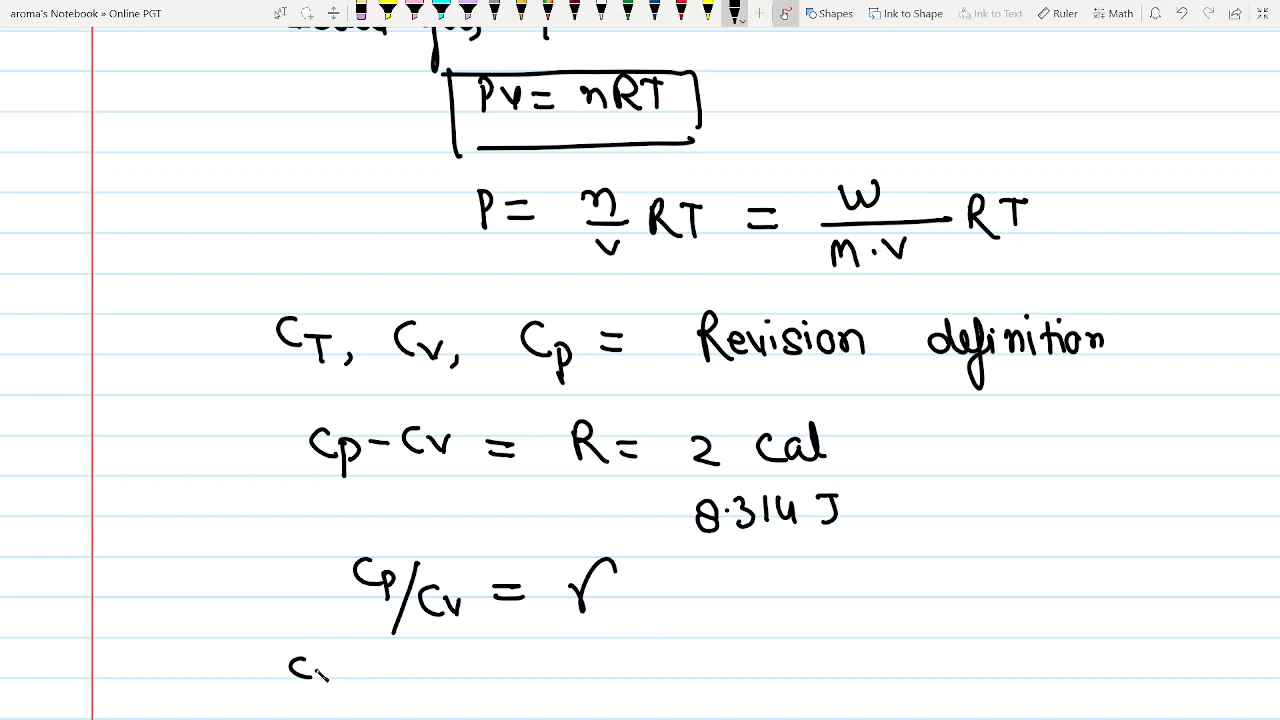 aroma's Notebook » Online DGT
Shapes Ink to Shape Ink to Text Ruler Math
PV = nRT
P = n/v RT = w/m.v RT
CT, Cv, Cp = Revision definition
Cp - Cv = R = 2 Cal
8.314 J
Cp/Cv = γ
C